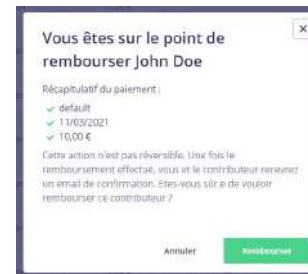 Vous êtes sur le point de
rembourser John Doe
Récapitulatif du paiement :
default
11/03/2021
10,00 €
Cette action n'est pas réversible. Une fois le
remboursement effectué, vous et le contributeur recevrez
un email de confirmation. Etes-vous sûr.e de vouloir
rembourser ce contributeur ?
Annuler
Rembourser